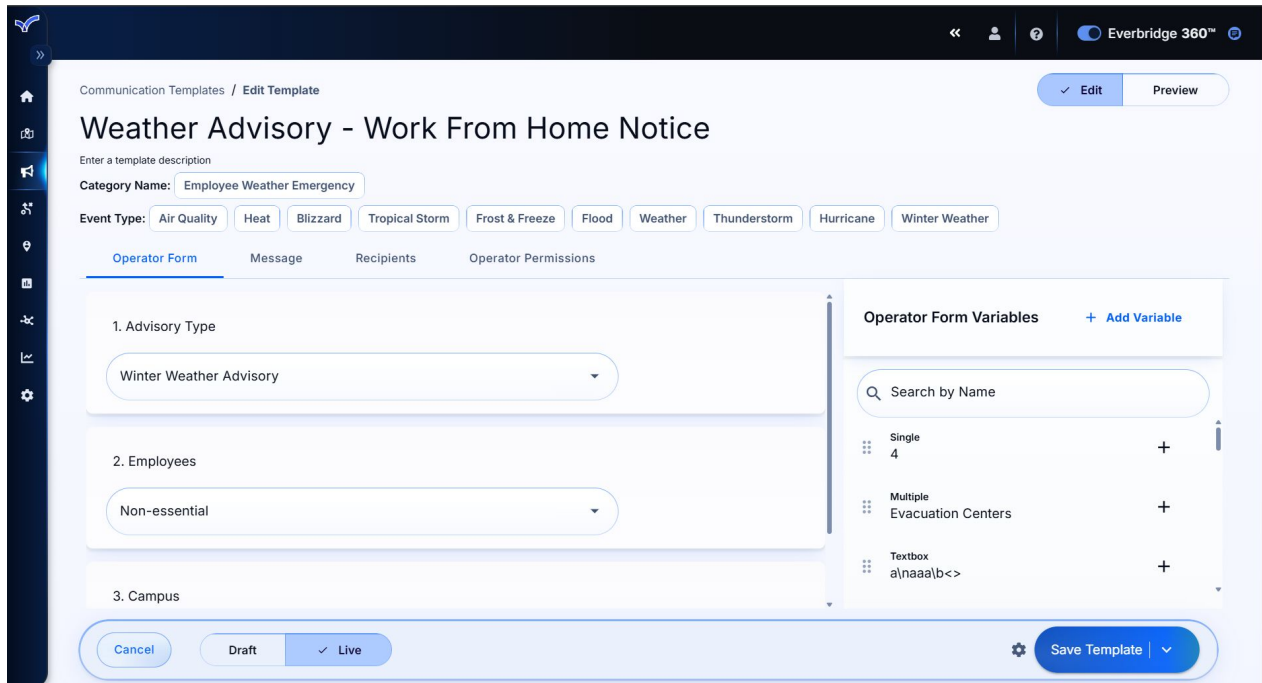 Everbridge 360™
Communication Templates / Edit Template
Edit
Preview
Weather Advisory - Work From Home Notice
Enter a template description
Category Name: Employee Weather Emergency
Event Type: Air Quality Heat Blizzard Tropical Storm Frost & Freeze Flood Weather Thunderstorm Hurricane Winter Weather
Operator Form Message Recipients Operator Permissions
1. Advisory Type
Winter Weather Advisory
2. Employees
Non-essential
3. Campus
Operator Form Variables
+ Add Variable
Search by Name
Single
4
Multiple
Evacuation Centers
Textbox
a\naaa\b<>
Cancel
Draft
Live
Save Template